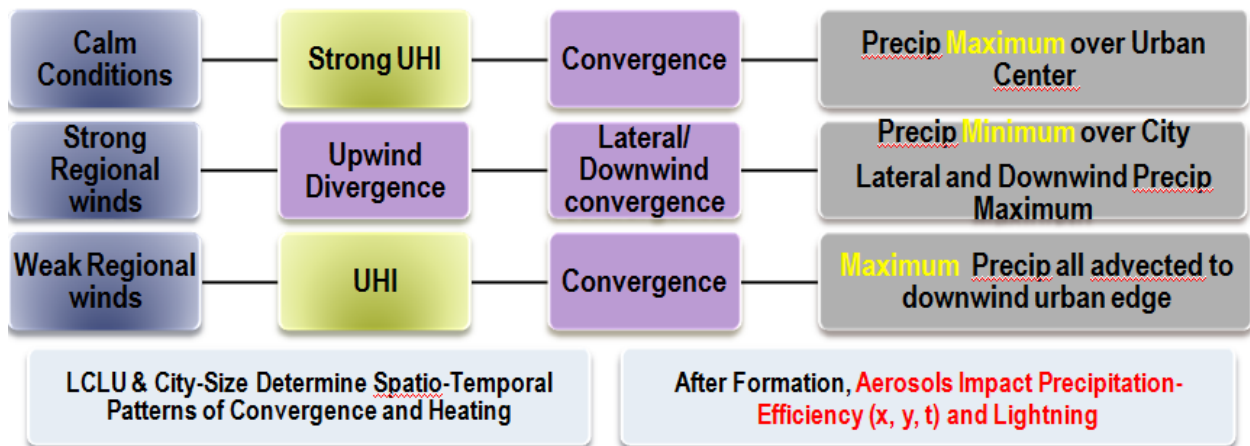 Calm
Conditions
Strong UHI
Convergence
Precip Maximum over Urban
Center
Strong
Regional
winds
Upwind
Divergence
Lateral/
Downwind
convergence
Precip Minimum over City
Lateral and Downwind Precip
Maximum
Weak Regional
winds
UHI
Convergence
Maximum Precip all advected to
downwind urban edge
LCLU & City-Size Determine Spatio-Temporal
Patterns of Convergence and Heating
After Formation, Aerosols Impact Precipitation-
Efficiency (x, y, t) and Lightning